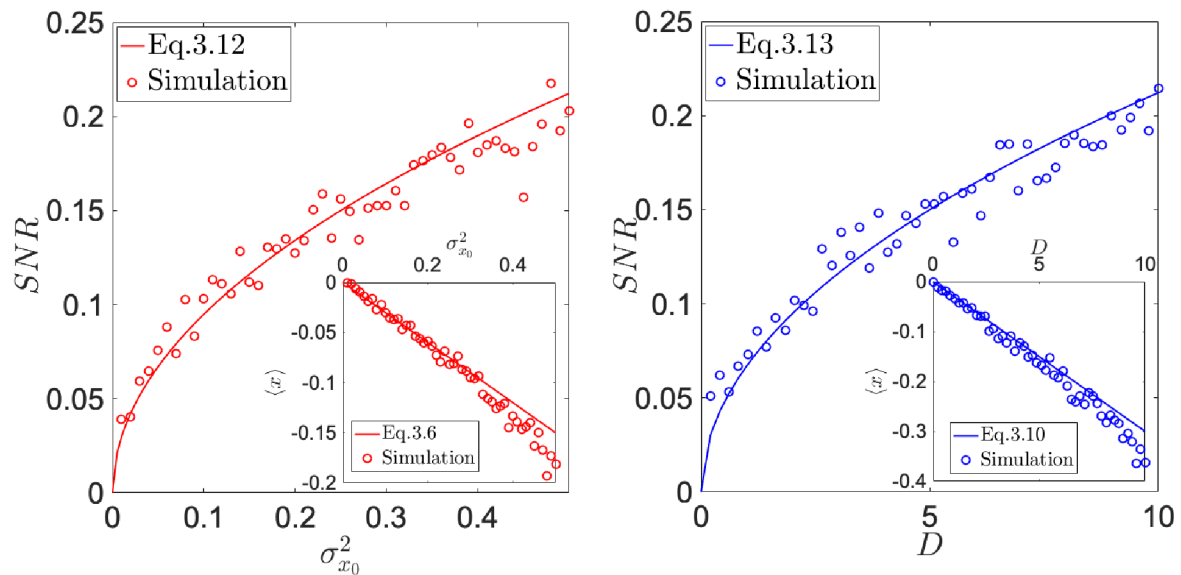 0.25
0.2
0.15
0.1
0.05
0
SNR
Eq.3.12
Simulation
0 0.1 0.2 0.3 0.4
σ²ₓ₀
σ²ₓ₀
0 0.2 0.4
0
-0.05
-0.1
-0.15
-0.2
⟨x⟩
Eq.3.6
Simulation
0.25
0.2
0.15
0.1
0.05
0
SNR
Eq.3.13
Simulation
0 5 10
D
D
0 5 10
0
-0.1
-0.2
-0.3
-0.4
⟨x⟩
Eq.3.10
Simulation